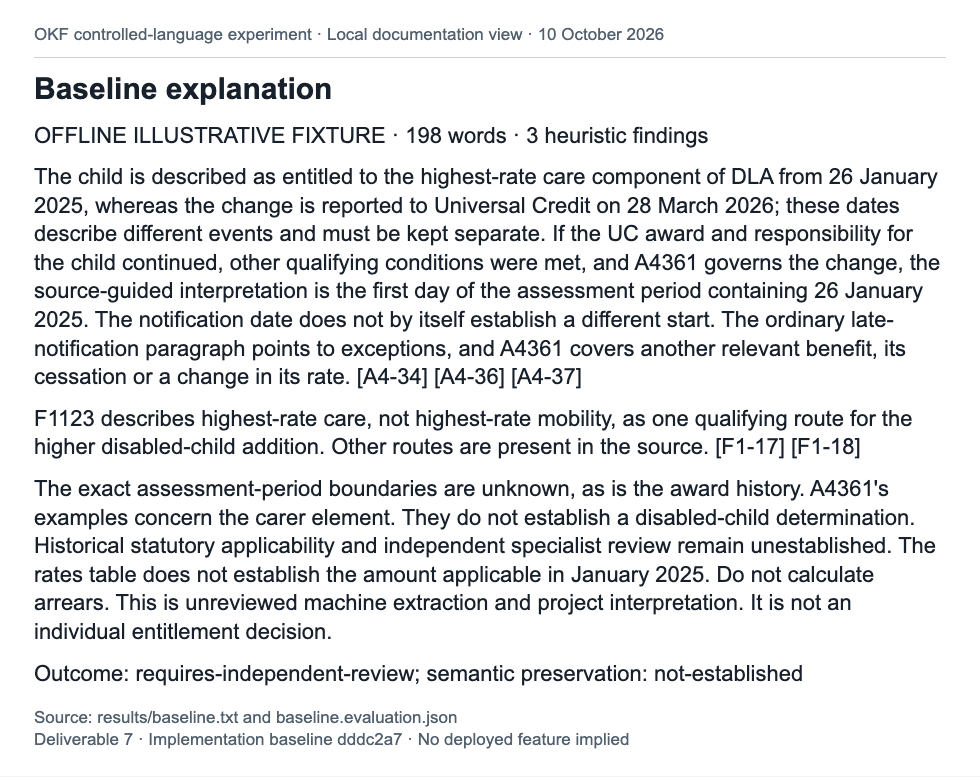 OKF controlled-language experiment · Local documentation view · 10 October 2026
Baseline explanation
OFFLINE ILLUSTRATIVE FIXTURE · 198 words · 3 heuristic findings
The child is described as entitled to the highest-rate care component of DLA from 26 January
2025, whereas the change is reported to Universal Credit on 28 March 2026; these dates
describe different events and must be kept separate. If the UC award and responsibility for
the child continued, other qualifying conditions were met, and A4361 governs the change, the
source-guided interpretation is the first day of the assessment period containing 26 January
2025. The notification date does not by itself establish a different start. The ordinary late-
notification paragraph points to exceptions, and A4361 covers another relevant benefit, its
cessation or a change in its rate. [A4-34] [A4-36] [A4-37]
F1123 describes highest-rate care, not highest-rate mobility, as one qualifying route for the
higher disabled-child addition. Other routes are present in the source. [F1-17] [F1-18]
The exact assessment-period boundaries are unknown, as is the award history. A4361's
examples concern the carer element. They do not establish a disabled-child determination.
Historical statutory applicability and independent specialist review remain unestablished. The
rates table does not establish the amount applicable in January 2025. Do not calculate
arrears. This is unreviewed machine extraction and project interpretation. It is not an
individual entitlement decision.
Outcome: requires-independent-review; semantic preservation: not-established
Source: results/baseline.txt and baseline.evaluation.json
Deliverable 7 · Implementation baseline dddc2a7 · No deployed feature implied